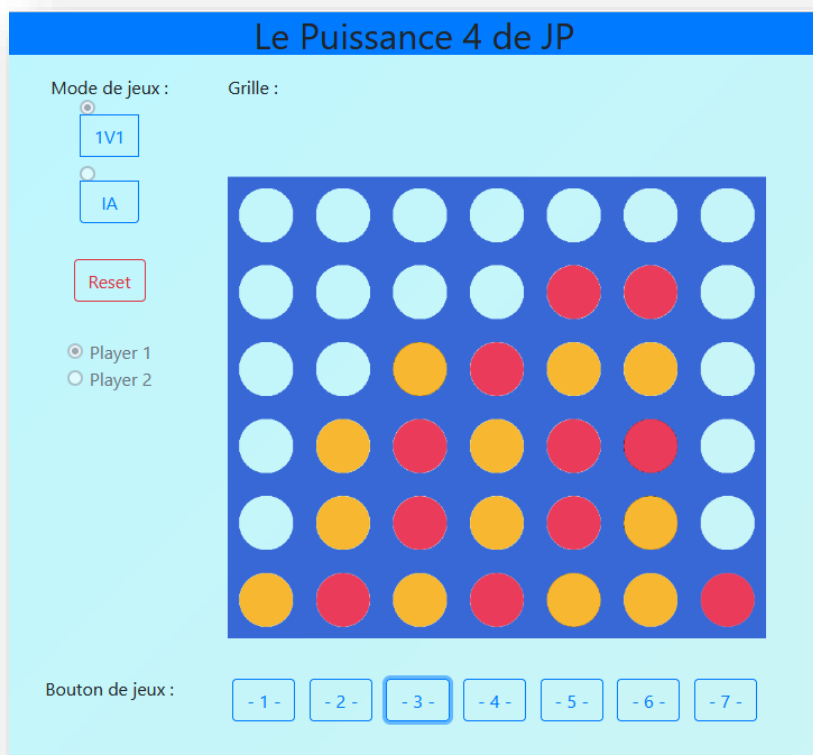 Le Puissance 4 de JP
Mode de jeux :
Grille :
1V1
IA
Reset
Player 1
Player 2
Bouton de jeux :
- 1 -
- 2 -
- 3 -
- 4 -
- 5 -
- 6 -
- 7 -